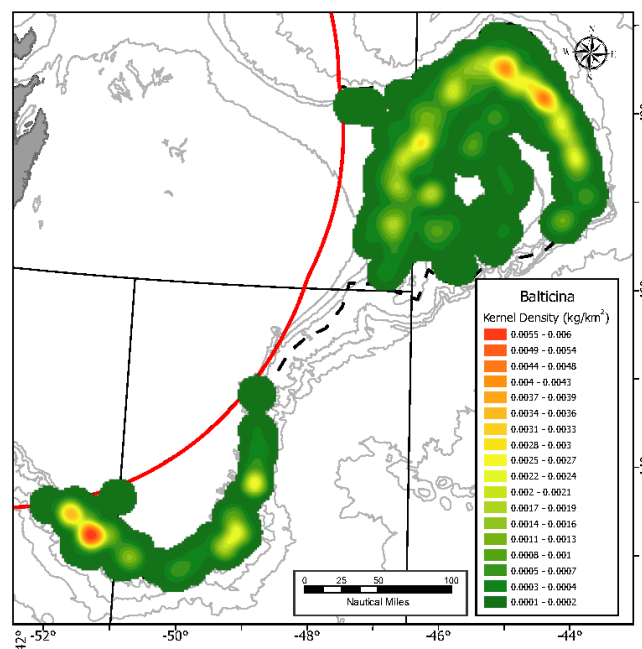 N
W E
S
Balticina
Kernel Density (kg/km²)
0.0055 - 0.006
0.0049 - 0.0054
0.0044 - 0.0048
0.004 - 0.0043
0.0037 - 0.0039
0.0034 - 0.0036
0.0031 - 0.0033
0.0028 - 0.003
0.0025 - 0.0027
0.0022 - 0.0024
0.002 - 0.0021
0.0017 - 0.0019
0.0014 - 0.0016
0.0011 - 0.0013
0.0008 - 0.001
0.0005 - 0.0007
0.0003 - 0.0004
0.0001 - 0.0002
0 25 50 100
Nautical Miles
42°
-52° -50° -48° -46° -44°